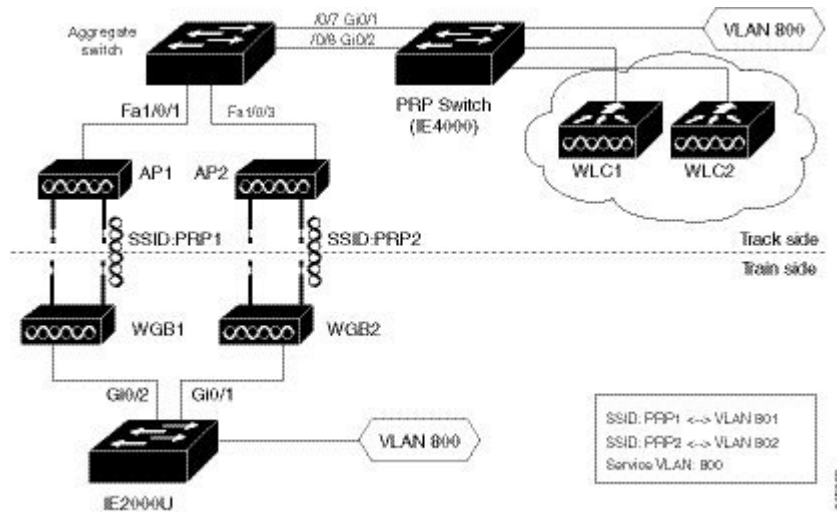 Aggregate
switch
/0/7 Gi0/1
/0/8 Gi0/2
VLAN 800
PRP Switch
(IE4000)
Fa1/0/1
Fa1/0/3
WLC1
WLC2
AP1
AP2
SSID:PRP1
SSID:PRP2
Track side
Train side
WGB1
WGB2
Gi0/2
Gi0/1
VLAN 800
SSID: PRP1 <--> VLAN 801
SSID: PRP2 <--> VLAN 802
Service VLAN: 800
IE2000U